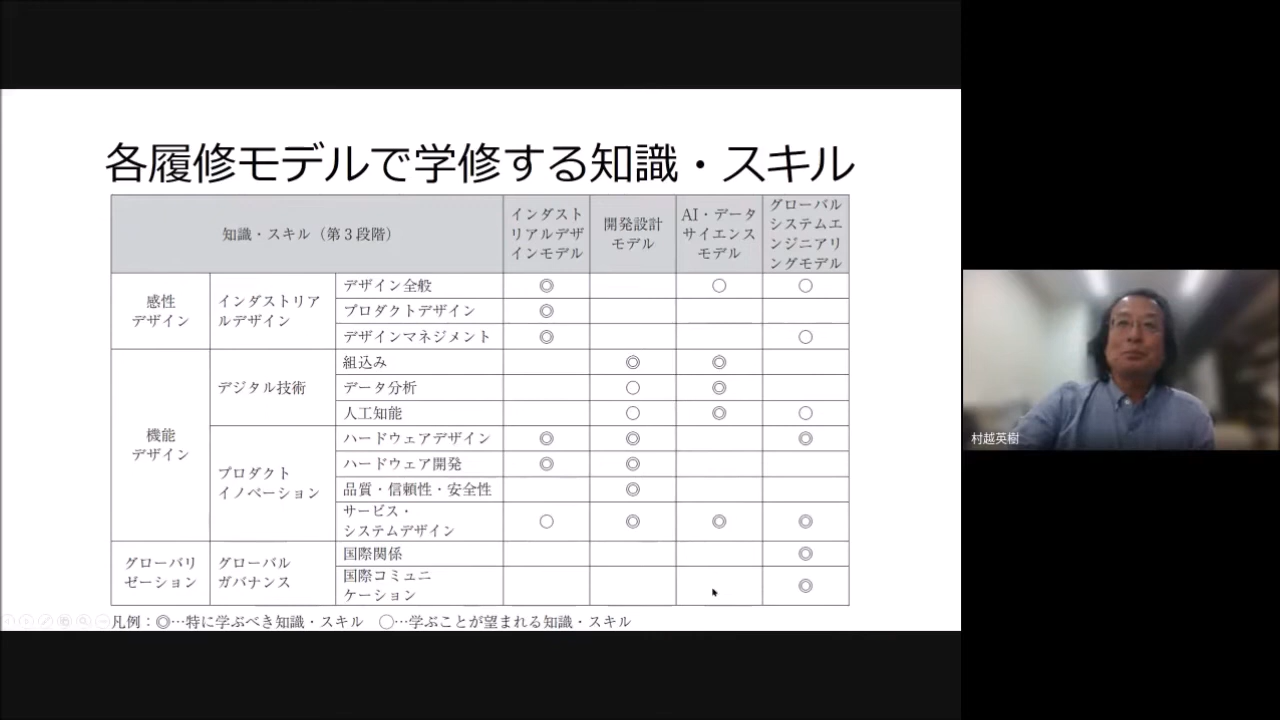 各履修モデルで学修する知識・スキル
知識・スキル（第３段階）
インダスト
リアルデザ
インモデル
開発設計
モデル
AI・データ
サイエンス
モデル
グローバル
システムエ
ンジニアリ
ングモデル
感性
デザイン
インダストリア
ルデザイン
デザイン全般 ◎ ○ ○
プロダクトデザイン ◎
デザインマネジメント ◎ ○
機能
デザイン
デジタル技術
組込み ◎ ◎
データ分析 ○ ◎
人工知能 ○ ◎ ○
プロダクト
イノベーション
ハードウェアデザイン ◎ ◎ ◎
ハードウェア開発 ◎ ◎
品質・信頼性・安全性 ◎
サービス・
システムデザイン ○ ◎ ◎ ◎
グローバリ
ゼーション
グローバル
ガバナンス
国際関係 ◎
国際コミュニ
ケーション ◎
凡例：◎…特に学ぶべき知識・スキル　○…学ぶことが望まれる知識・スキル
村越英樹